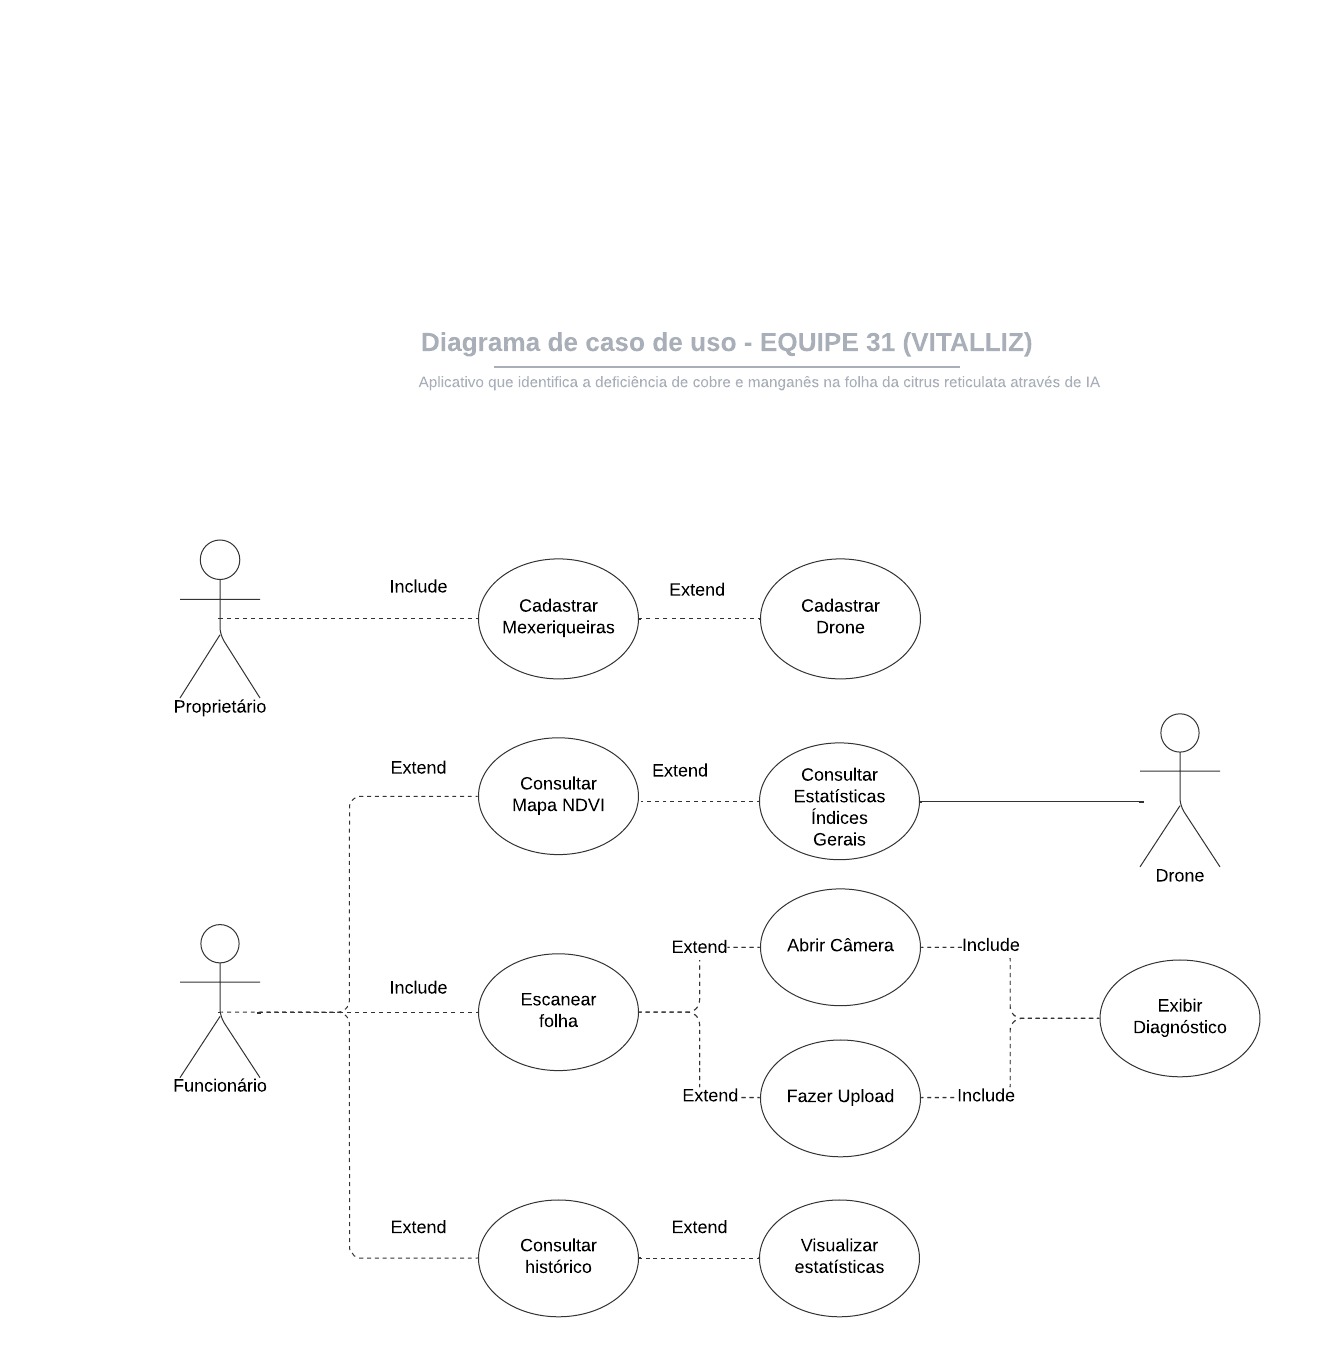 Diagrama de caso de uso - EQUIPE 31 (VITALLIZ)
Aplicativo que identifica a deficiência de cobre e manganês na folha da citrus reticulata através de IA
Include
Extend
Cadastrar
Mexeriqueiras
Cadastrar
Drone
Proprietário
Extend
Extend
Consultar
Mapa NDVI
Consultar
Estatísticas
Índices
Gerais
Drone
Extend
Abrir Câmera
Include
Include
Escanear
folha
Exibir
Diagnóstico
Funcionário
Extend
Fazer Upload
Include
Extend
Extend
Consultar
histórico
Visualizar
estatísticas